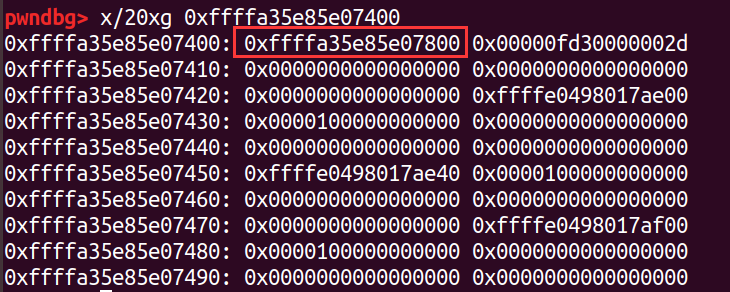 pwndbg> x/20xg 0xffffa35e85e07400
0xffffa35e85e07400: 0xffffa35e85e07800 0x00000fd30000002d
0xffffa35e85e07410: 0x0000000000000000 0x0000000000000000
0xffffa35e85e07420: 0x0000000000000000 0xffffe0498017ae00
0xffffa35e85e07430: 0x0000100000000000 0x0000000000000000
0xffffa35e85e07440: 0x0000000000000000 0x0000000000000000
0xffffa35e85e07450: 0xffffe0498017ae40 0x0000100000000000
0xffffa35e85e07460: 0x0000000000000000 0x0000000000000000
0xffffa35e85e07470: 0x0000000000000000 0xffffe0498017af00
0xffffa35e85e07480: 0x0000100000000000 0x0000000000000000
0xffffa35e85e07490: 0x0000000000000000 0x0000000000000000